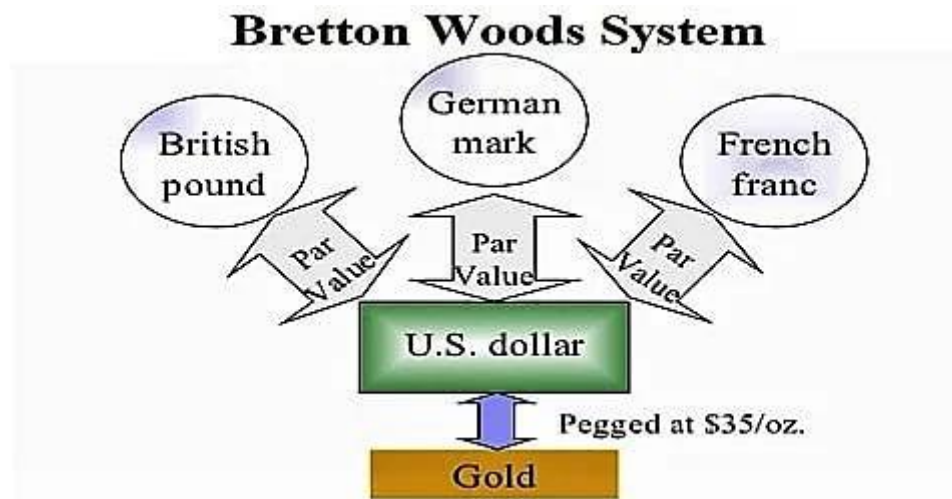 Bretton Woods System
British
pound
German
mark
French
franc
Par
Value
Par
Value
Par
Value
U.S. dollar
Pegged at $35/oz.
Gold